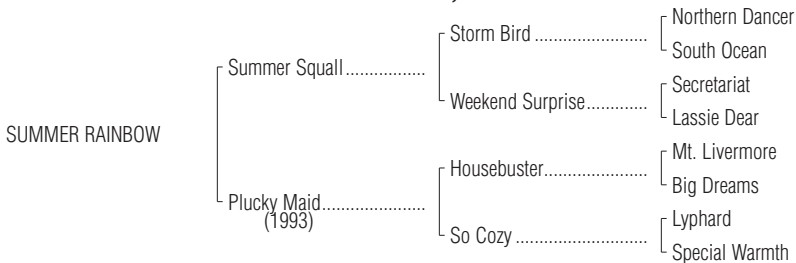 Northern Dancer
Storm Bird ........................
South Ocean
Summer Squall.................
Secretariat
Weekend Surprise.............
Lassie Dear
SUMMER RAINBOW
Mt. Livermore
Housebuster......................
Big Dreams
Plucky Maid......................
(1993)
Lyphard
So Cozy ............................
Special Warmth